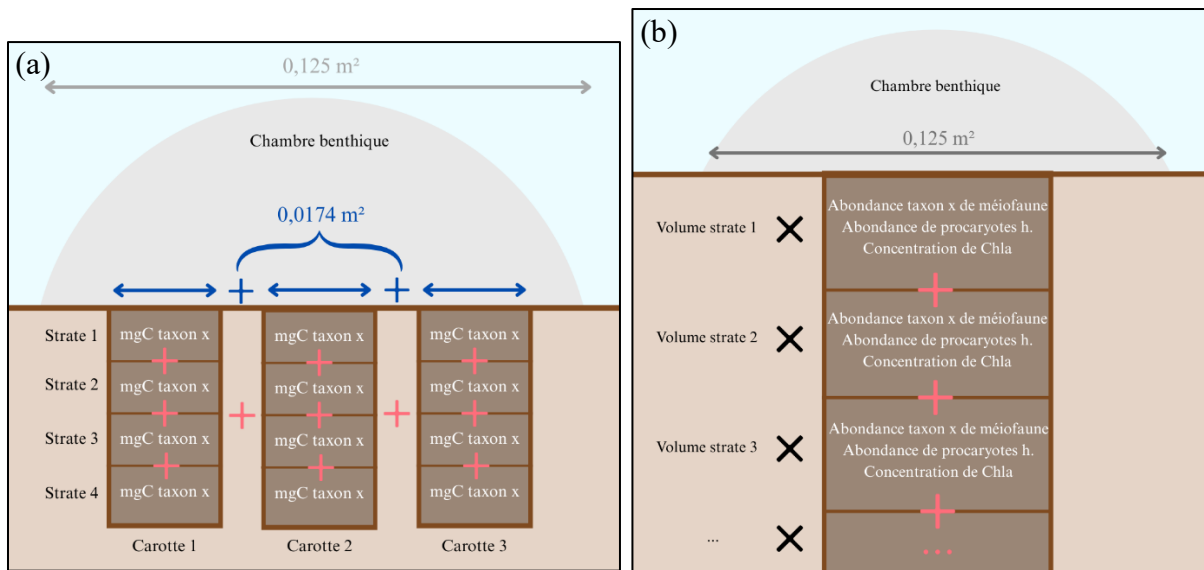 (a)
0,125 m²
Chambre benthique
0,0174 m²
Strate 1
mgC taxon x
mgC taxon x
mgC taxon x
Strate 2
mgC taxon x
mgC taxon x
mgC taxon x
Strate 3
mgC taxon x
mgC taxon x
mgC taxon x
Strate 4
mgC taxon x
mgC taxon x
mgC taxon x
Carotte 1
Carotte 2
Carotte 3
(b)
Chambre benthique
0,125 m²
Volume strate 1
Abondance taxon x de méiofaune
Abondance de procaryotes h.
Concentration de Chla
Volume strate 2
Abondance taxon x de méiofaune
Abondance de procaryotes h.
Concentration de Chla
Volume strate 3
Abondance taxon x de méiofaune
Abondance de procaryotes h.
Concentration de Chla
...
...